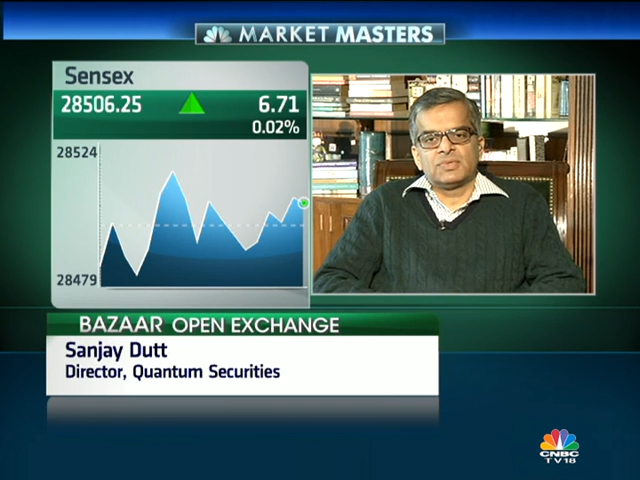 MARKET MASTERS
Sensex
28506.25 6.71
0.02%
28524
28479
BAZAAR OPEN EXCHANGE
Sanjay Dutt
Director, Quantum Securities
CNBC
TV18